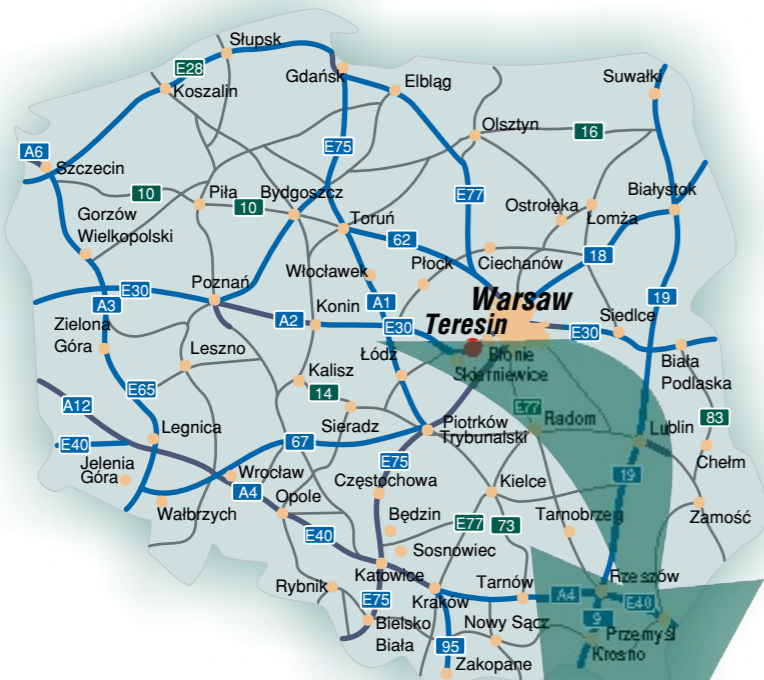 Słupsk
E28
Koszalin
Gdańsk
Elbląg
Suwałki
Olsztyn
16
A6
Szczecin
E75
10
Piła
10
Bydgoszcz
E77
Ostrołęka
Łomża
Białystok
Gorzów
Wielkopolski
Toruń
62
18
Włocławek
Płock
Ciechanów
E30
A3
Poznań
Konin
A1
Warsaw
19
Zielona
Góra
A2
E30
Teresin
Siedlce
E30
Leszno
Łódź
Błonie
Skierniewice
Biała
Podlaska
Kalisz
14
E65
A12
Sieradz
E77
Radom
83
Legnica
67
Piotrków
Trybunalski
Lublin
E40
E75
Chełm
Jelenia
Góra
Wrocław
Częstochowa
Kielce
19
A4
Opole
Wałbrzych
Będzin
E77
73
Tarnobrzeg
Zamość
E40
Sosnowiec
Katowice
Rybnik
Tarnów
Rzeszów
E75
Kraków
A4
E40
Bielsko
Biała
Nowy Sącz
9
Przemyśl
Krosno
95
Zakopane